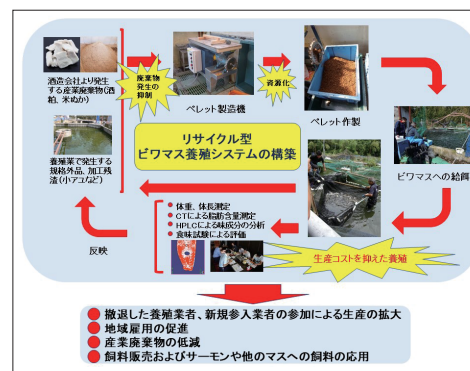 酒造会社より発
生する産業廃棄物(酒
粕、米ぬか)
廃棄物
発生の
抑制
ペレット製造機
資源化
ペレット作製
リサイクル型
ビワマス養殖システムの構築
養殖業で発生する
規格外品、加工残
渣(小アユなど)
ビワマスへの給餌
● 体重、体長測定
● CTによる脂肪含量測定
● HPLCによる味成分の分析
● 食味試験による評価
反映
生産コストを抑えた養殖
● 撤退した養殖業者、新規参入業者の参加による生産の拡大
● 地域雇用の促進
● 産業廃棄物の低減
● 飼料販売およびサーモンや他のマスへの飼料の応用